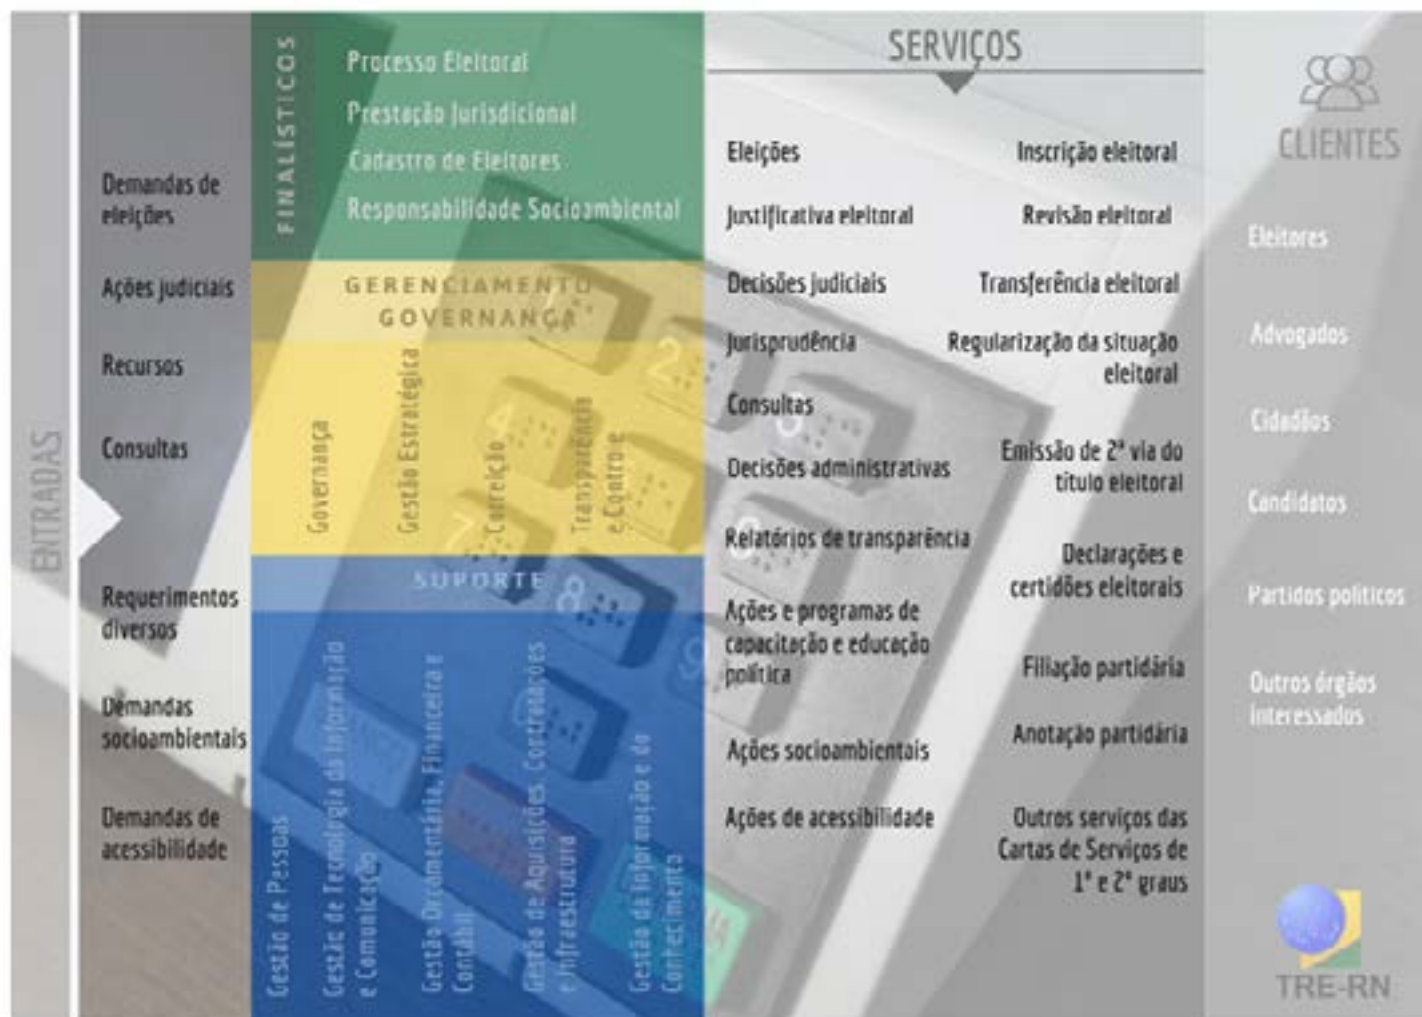 ENTRADAS
Demandas de
eleições
Ações judiciais
Recursos
Consultas
Requerimentos
diversos
Demandas
socioambientais
Demandas de
acessibilidade
FINALÍSTICOS
Processo Eleitoral
Prestação Jurisdicional
Cadastro de Eleitores
Responsabilidade Socioambiental
GERENCIAMENTO
GOVERNANÇA
Governança
Gestão Estratégica
Correição
Transparência
e Controle
SUPORTE
Gestão de Pessoas
Gestão de Tecnologia da Informação
e Comunicação
Gestão Orçamentária, Financeira e
Contábil
Gestão de Aquisições, Contratações
e Infraestrutura
Gestão da Informação e do
Conhecimento
SERVIÇOS
Eleições
Justificativa eleitoral
Decisões judiciais
Jurisprudência
Consultas
Decisões administrativas
Relatórios de transparência
Ações e programas de
capacitação e educação
política
Ações socioambientais
Ações de acessibilidade
Inscrição eleitoral
Revisão eleitoral
Transferência eleitoral
Regularização da situação
eleitoral
Emissão de 2ª via do
título eleitoral
Declarações e
certidões eleitorais
Filiação partidária
Anotação partidária
Outros serviços das
Cartas de Serviços de
1º e 2º graus
CLIENTES
Eleitores
Advogados
Cidadãos
Candidatos
Partidos políticos
Outros órgãos
interessados
TRE-RN
1
2
4
7
8
9